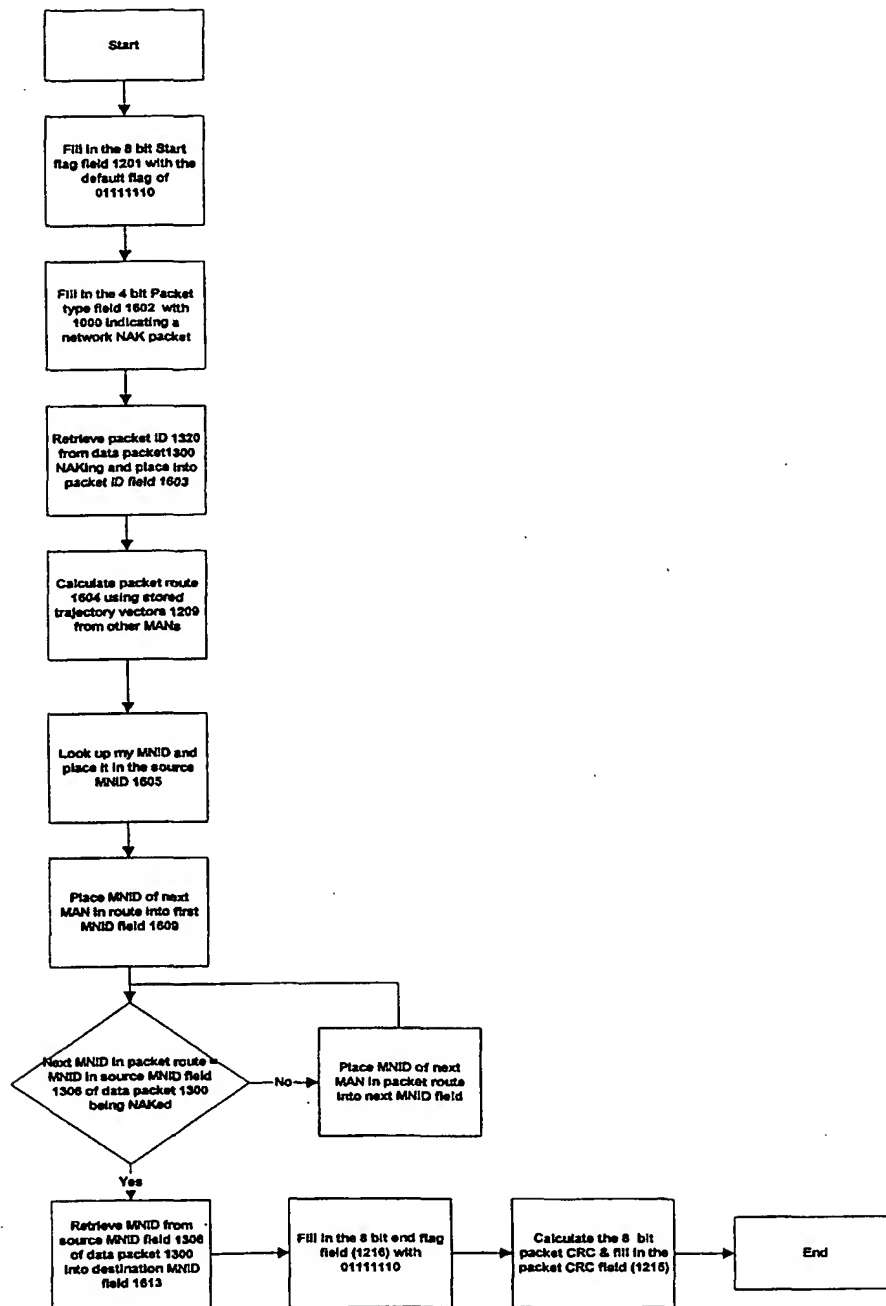 Start
Fill in the 8 bit Start
flag field 1201 with the
default flag of
01111110
Fill in the 4 bit Packet
type field 1602 with
1000 indicating a
network NAK packet
Retrieve packet ID 1320
from data packet1300
NAKing and place into
packet ID field 1603
Calculate packet route
1604 using stored
trajectory vectors 1209
from other MANs
Look up my MNID and
place it in the source
MNID 1605
Place MNID of next
MAN in route into first
MNID field 1609
Next MNID in packet route =
MNID in source MNID field
1306 of data packet 1300
being NAKed
No
Place MNID of next
MAN in packet route
into next MNID field
Yes
Retrieve MNID from
source MNID field 1306
of data packet 1300
into destination MNID
field 1613
Fill in the 8 bit end flag
field (1216) with
01111110
Calculate the 8 bit
packet CRC & fill in the
packet CRC field (1215)
End